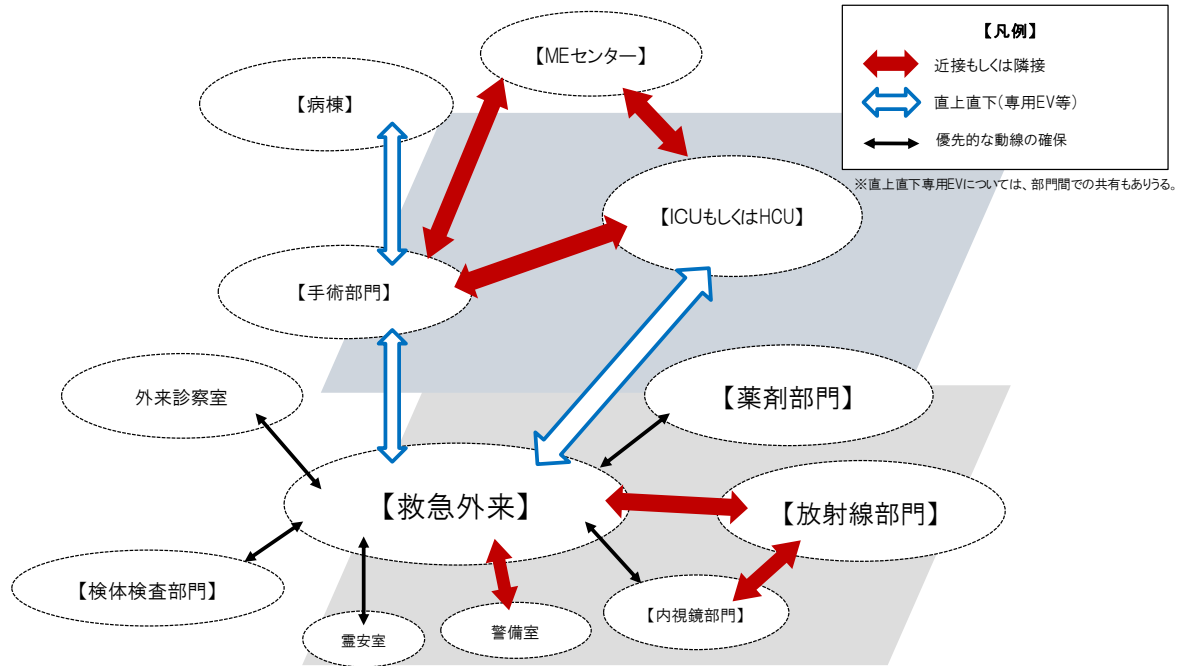 【MEセンター】
【病棟】
【ICUもしくはHCU】
【手術部門】
外来診察室
【薬剤部門】
【救急外来】
【放射線部門】
【検体検査部門】
霊安室
警備室
【内視鏡部門】
【凡例】
近接もしくは隣接
直上直下(専用EV等)
優先的な動線の確保
※直上直下専用EVについては、部門間での共有もありうる。